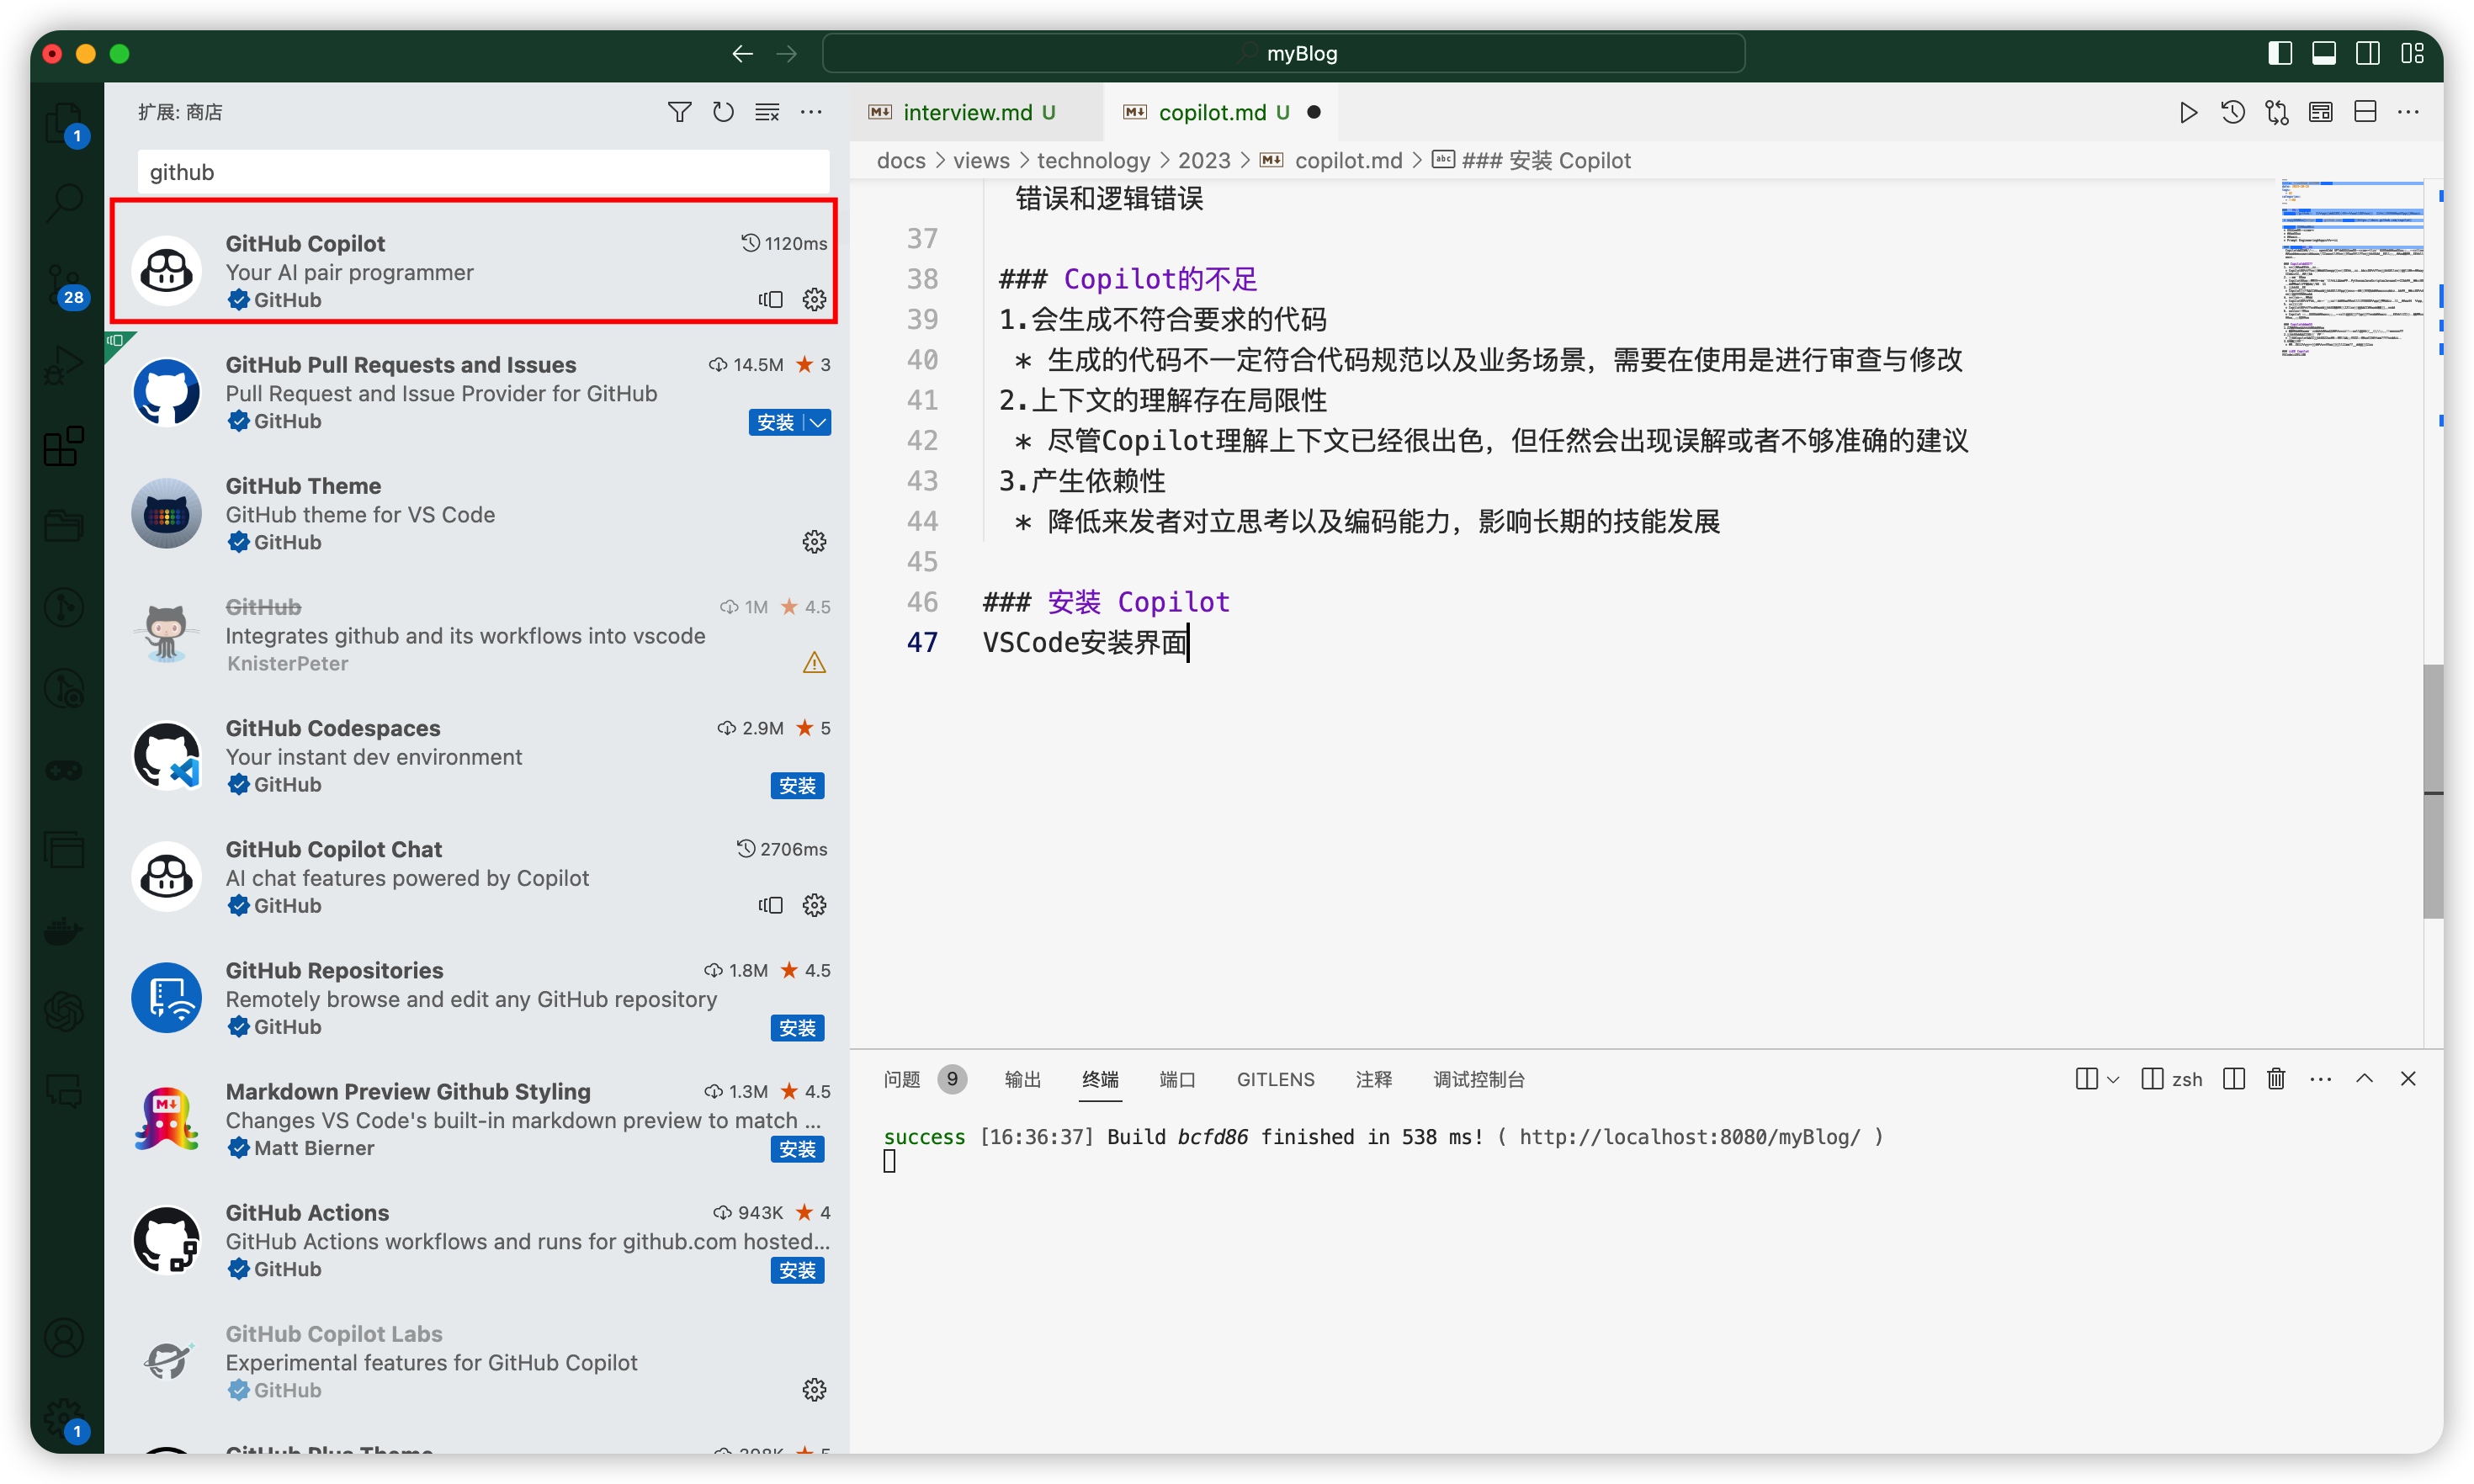 myBlog
扩展: 商店
github
GitHub Copilot
1120ms
Your AI pair programmer
GitHub
GitHub Pull Requests and Issues
14.5M ★ 3
Pull Request and Issue Provider for GitHub
GitHub
安装
GitHub Theme
GitHub theme for VS Code
GitHub
GitHub
1M ★ 4.5
Integrates github and its workflows into vscode
KnisterPeter
GitHub Codespaces
2.9M ★ 5
Your instant dev environment
GitHub
安装
GitHub Copilot Chat
2706ms
AI chat features powered by Copilot
GitHub
GitHub Repositories
1.8M ★ 4.5
Remotely browse and edit any GitHub repository
GitHub
安装
Markdown Preview Github Styling
1.3M ★ 4.5
Changes VS Code's built-in markdown preview to match ...
Matt Bierner
安装
GitHub Actions
943K ★ 4
GitHub Actions workflows and runs for github.com hosted...
GitHub
安装
GitHub Copilot Labs
Experimental features for GitHub Copilot
GitHub
GitHub Plus Theme
1
28
1
interview.md U
copilot.md U
docs > views > technology > 2023 > copilot.md > ### 安装 Copilot
错误和逻辑错误
37
38 ### Copilot的不足
39 1.会生成不符合要求的代码
40 * 生成的代码不一定符合代码规范以及业务场景，需要在使用是进行审查与修改
41 2.上下文的理解存在局限性
42 * 尽管Copilot理解上下文已经很出色，但任然会出现误解或者不够准确的建议
43 3.产生依赖性
44 * 降低来发者对立思考以及编码能力，影响长期的技能发展
45
46 ### 安装 Copilot
47 VSCode安装界面
问题 9 输出 终端 端口 GITLENS 注释 调试控制台
zsh
success [16:36:37] Build bcfd86 finished in 538 ms! ( http://localhost:8080/myBlog/ )